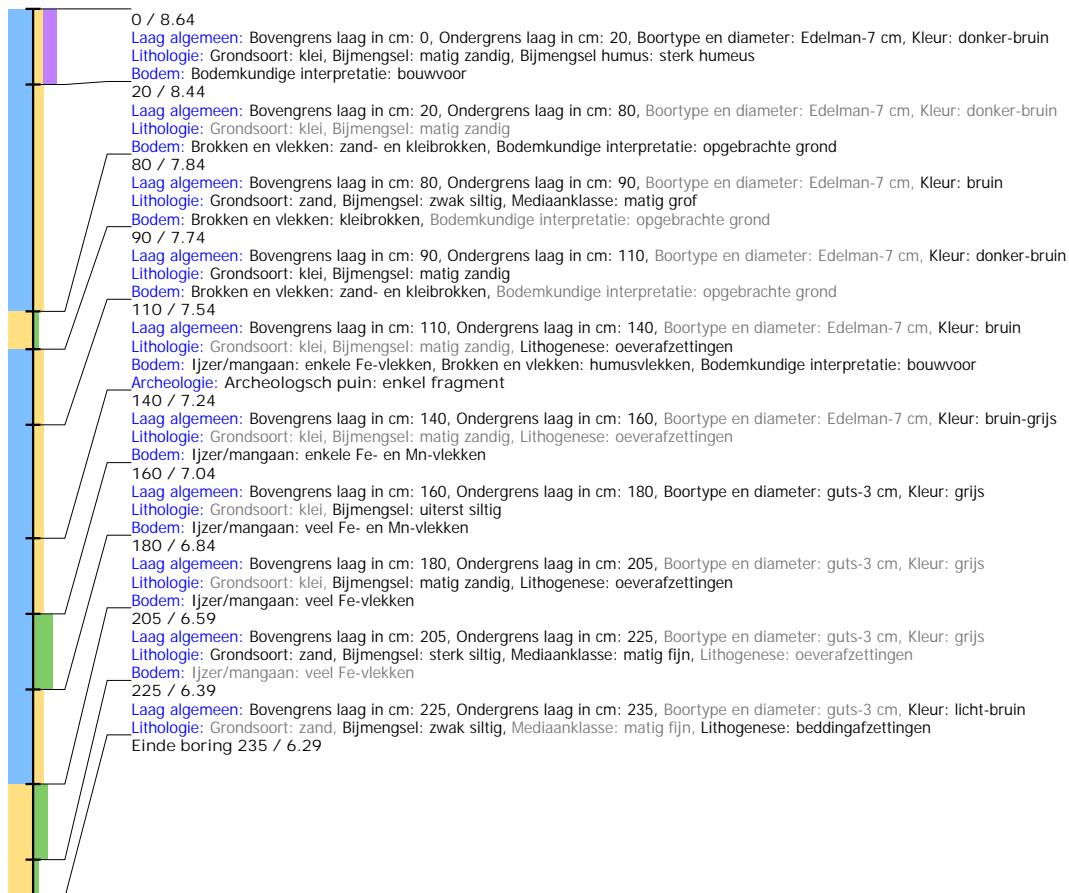 0 / 8.64
Laag algemeen: Bovengrens laag in cm: 0, Ondergrens laag in cm: 20, Boortype en diameter: Edelman-7 cm, Kleur: donker-bruin
Lithologie: Grondsoort: klei, Bijmengsel: matig zandig, Bijmengsel humus: sterk humeus
Bodem: Bodemkundige interpretatie: bouwvoor
20 / 8.44
Laag algemeen: Bovengrens laag in cm: 20, Ondergrens laag in cm: 80, Boortype en diameter: Edelman-7 cm, Kleur: donker-bruin
Lithologie: Grondsoort: klei, Bijmengsel: matig zandig
Bodem: Brokken en vlekken: zand- en kleibrokken, Bodemkundige interpretatie: opgebrachte grond
80 / 7.84
Laag algemeen: Bovengrens laag in cm: 80, Ondergrens laag in cm: 90, Boortype en diameter: Edelman-7 cm, Kleur: bruin
Lithologie: Grondsoort: zand, Bijmengsel: zwak siltig, Mediaanklasse: matig grof
Bodem: Brokken en vlekken: kleibrokken, Bodemkundige interpretatie: opgebrachte grond
90 / 7.74
Laag algemeen: Bovengrens laag in cm: 90, Ondergrens laag in cm: 110, Boortype en diameter: Edelman-7 cm, Kleur: donker-bruin
Lithologie: Grondsoort: klei, Bijmengsel: matig zandig
Bodem: Brokken en vlekken: zand- en kleibrokken, Bodemkundige interpretatie: opgebrachte grond
110 / 7.54
Laag algemeen: Bovengrens laag in cm: 110, Ondergrens laag in cm: 140, Boortype en diameter: Edelman-7 cm, Kleur: bruin
Lithologie: Grondsoort: klei, Bijmengsel: matig zandig, Lithogenese: oeverafzettingen
Bodem: Ijzer/mangaan: enkele Fe-vlekken, Brokken en vlekken: humusvlekken, Bodemkundige interpretatie: bouwvoor
Archeologie: Archeologsch puin: enkel fragment
140 / 7.24
Laag algemeen: Bovengrens laag in cm: 140, Ondergrens laag in cm: 160, Boortype en diameter: Edelman-7 cm, Kleur: bruin-grijs
Lithologie: Grondsoort: klei, Bijmengsel: matig zandig, Lithogenese: oeverafzettingen
Bodem: Ijzer/mangaan: enkele Fe- en Mn-vlekken
160 / 7.04
Laag algemeen: Bovengrens laag in cm: 160, Ondergrens laag in cm: 180, Boortype en diameter: guts-3 cm, Kleur: grijs
Lithologie: Grondsoort: klei, Bijmengsel: uiterst siltig
Bodem: Ijzer/mangaan: veel Fe- en Mn-vlekken
180 / 6.84
Laag algemeen: Bovengrens laag in cm: 180, Ondergrens laag in cm: 205, Boortype en diameter: guts-3 cm, Kleur: grijs
Lithologie: Grondsoort: klei, Bijmengsel: matig zandig, Lithogenese: oeverafzettingen
Bodem: Ijzer/mangaan: veel Fe-vlekken
205 / 6.59
Laag algemeen: Bovengrens laag in cm: 205, Ondergrens laag in cm: 225, Boortype en diameter: guts-3 cm, Kleur: grijs
Lithologie: Grondsoort: zand, Bijmengsel: sterk siltig, Mediaanklasse: matig fijn, Lithogenese: oeverafzettingen
Bodem: Ijzer/mangaan: veel Fe-vlekken
225 / 6.39
Laag algemeen: Bovengrens laag in cm: 225, Ondergrens laag in cm: 235, Boortype en diameter: guts-3 cm, Kleur: licht-bruin
Lithologie: Grondsoort: zand, Bijmengsel: zwak siltig, Mediaanklasse: matig fijn, Lithogenese: beddingafzettingen
Einde boring 235 / 6.29